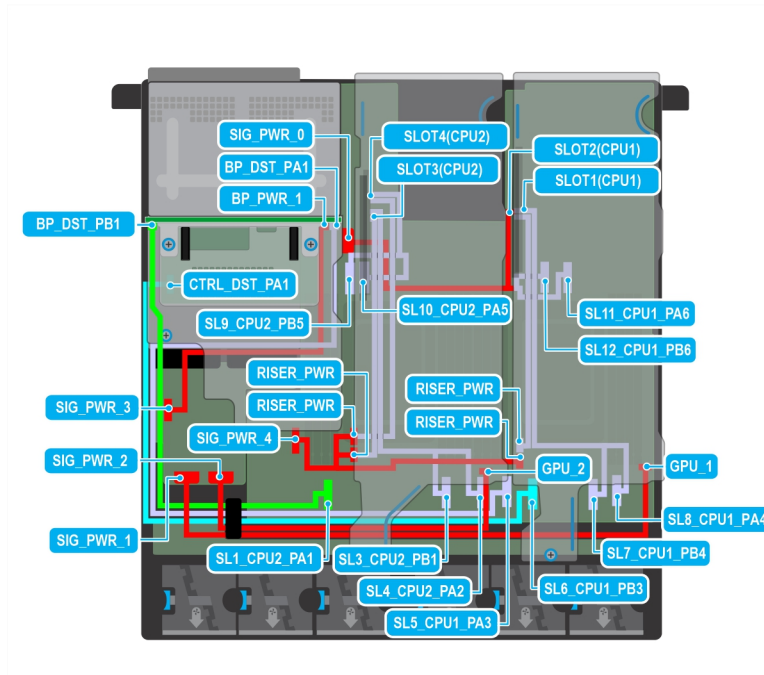 SIG_PWR_0
SLOT4(CPU2)
SLOT2(CPU1)
BP_DST_PA1
SLOT3(CPU2)
SLOT1(CPU1)
BP_PWR_1
BP_DST_PB1
CTRL_DST_PA1
SL10_CPU2_PA5
SL11_CPU1_PA6
SL9_CPU2_PB5
SL12_CPU1_PB6
RISER_PWR
RISER_PWR
RISER_PWR
RISER_PWR
SIG_PWR_3
SIG_PWR_4
SIG_PWR_2
GPU_2
GPU_1
SL8_CPU1_PA4
SIG_PWR_1
SL1_CPU2_PA1
SL3_CPU2_PB1
SL7_CPU1_PB4
SL4_CPU2_PA2
SL6_CPU1_PB3
SL5_CPU1_PA3